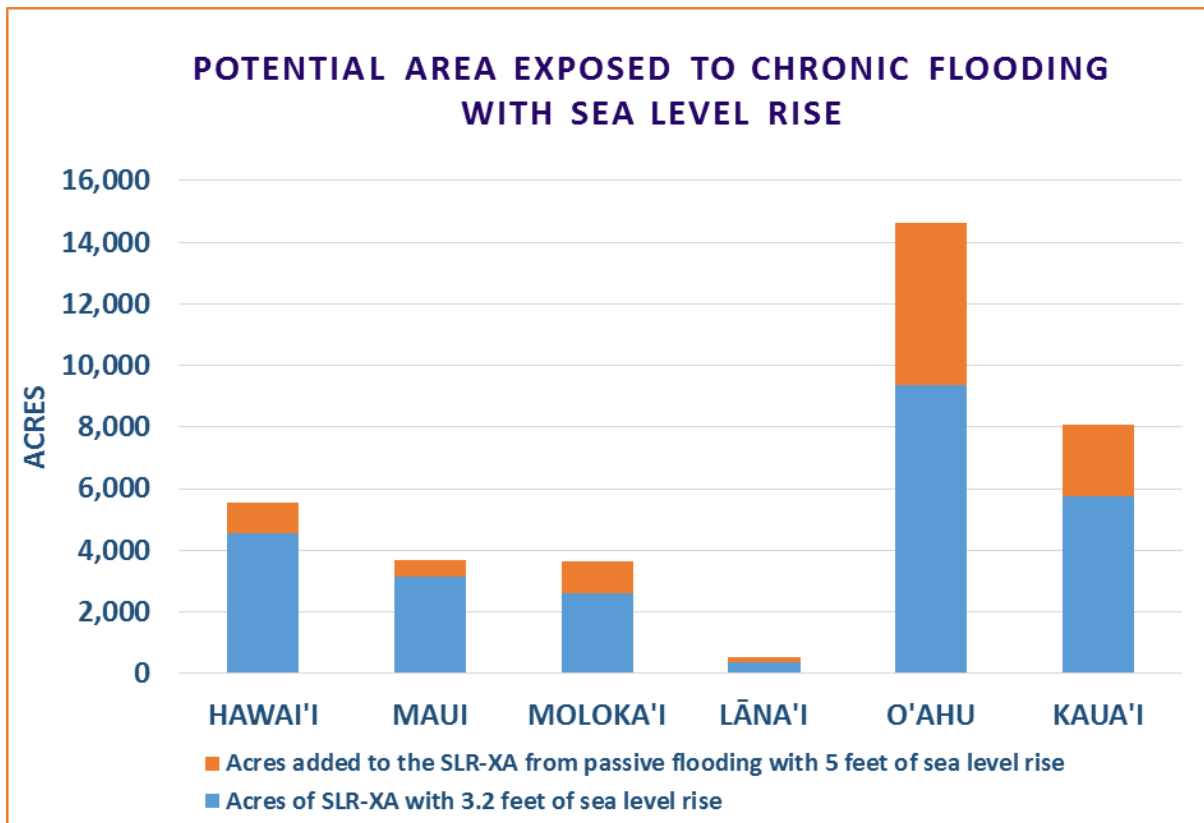 POTENTIAL AREA EXPOSED TO CHRONIC FLOODING
WITH SEA LEVEL RISE
16,000
14,000
12,000
10,000
8,000
6,000
4,000
2,000
0
ACRES
HAWAI'I MAUI MOLOKA'I LĀNA'I O'AHU KAUA'I
Acres added to the SLR-XA from passive flooding with 5 feet of sea level rise
Acres of SLR-XA with 3.2 feet of sea level rise